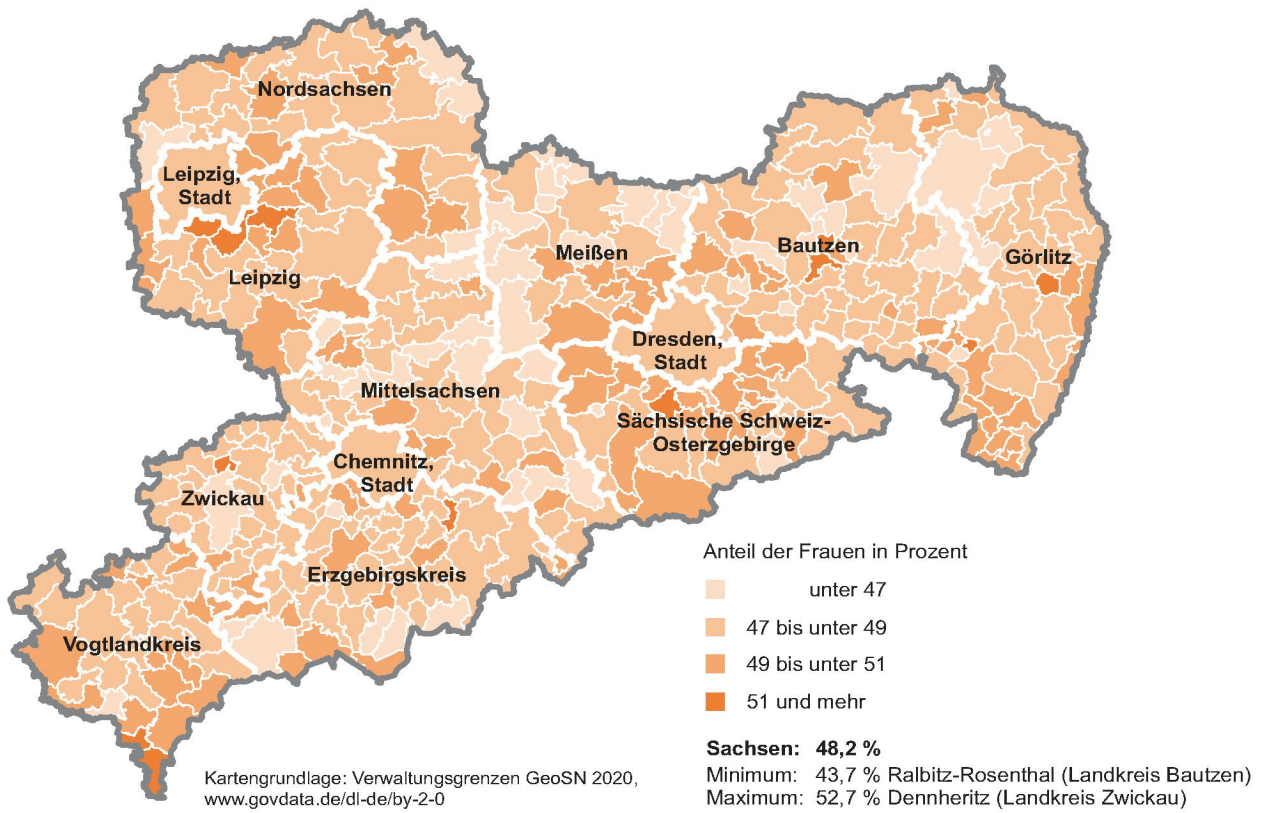 Nordsachsen
Leipzig,
Stadt
Leipzig
Meißen
Bautzen
Görlitz
Dresden,
Stadt
Mittelsachsen
Sächsische Schweiz-
Osterzgebirge
Chemnitz,
Stadt
Zwickau
Erzgebirgskreis
Vogtlandkreis
Anteil der Frauen in Prozent
unter 47
47 bis unter 49
49 bis unter 51
51 und mehr
Sachsen: 48,2 %
Minimum: 43,7 % Ralbitz-Rosenthal (Landkreis Bautzen)
Maximum: 52,7 % Dennheritz (Landkreis Zwickau)
Kartengrundlage: Verwaltungsgrenzen GeoSN 2020,
www.govdata.de/dl-de/by-2-0